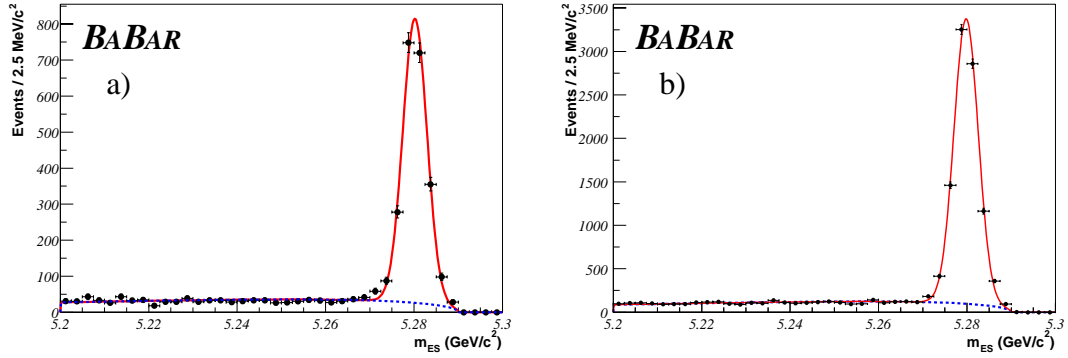 BABAR
a)
Events / 2.5 MeV/c²
800
700
600
500
400
300
200
100
0
5.2 5.22 5.24 5.26 5.28 5.3
m_ES (GeV/c²)
BABAR
b)
Events / 2.5 MeV/c²
3500
3000
2500
2000
1500
1000
500
0
5.2 5.22 5.24 5.26 5.28 5.3
m_ES (GeV/c²)